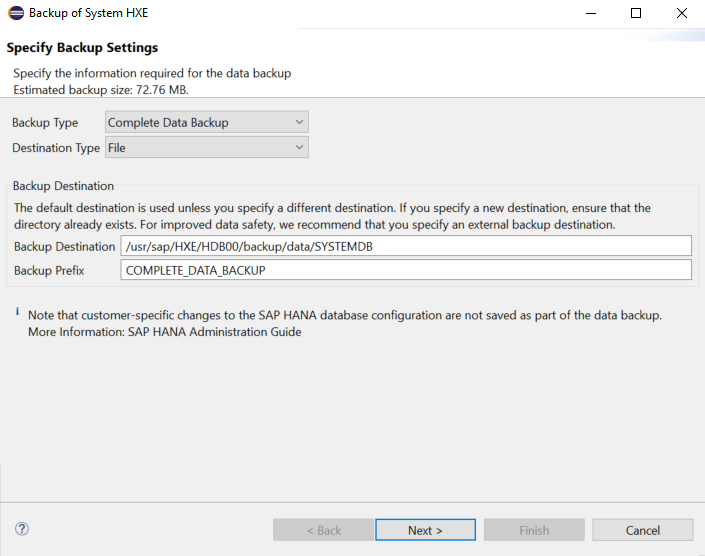 Backup of System HXE
Specify Backup Settings
Specify the information required for the data backup
Estimated backup size: 72.76 MB.
Backup Type Complete Data Backup
Destination Type File
Backup Destination
The default destination is used unless you specify a different destination. If you specify a new destination, ensure that the
directory already exists. For improved data safety, we recommend that you specify an external backup destination.
Backup Destination /usr/sap/HXE/HDB00/backup/data/SYSTEMDB
Backup Prefix COMPLETE_DATA_BACKUP
i Note that customer-specific changes to the SAP HANA database configuration are not saved as part of the data backup.
More Information: SAP HANA Administration Guide
? < Back Next > Finish Cancel